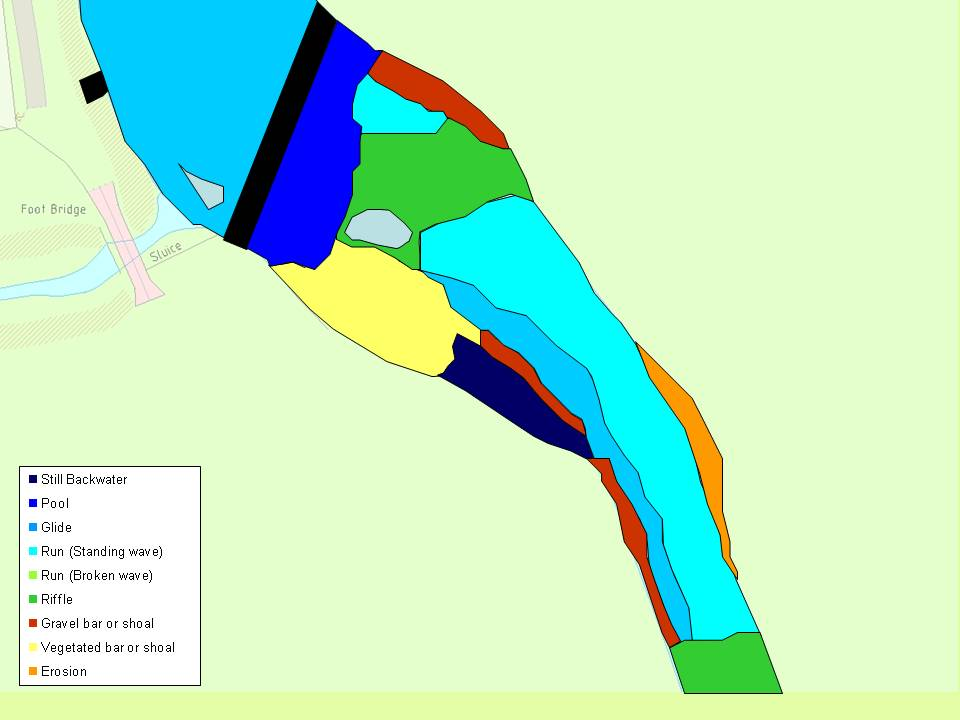 Foot Bridge
Sluice
Still Backwater
Pool
Glide
Run (Standing wave)
Run (Broken wave)
Riffle
Gravel bar or shoal
Vegetated bar or shoal
Erosion